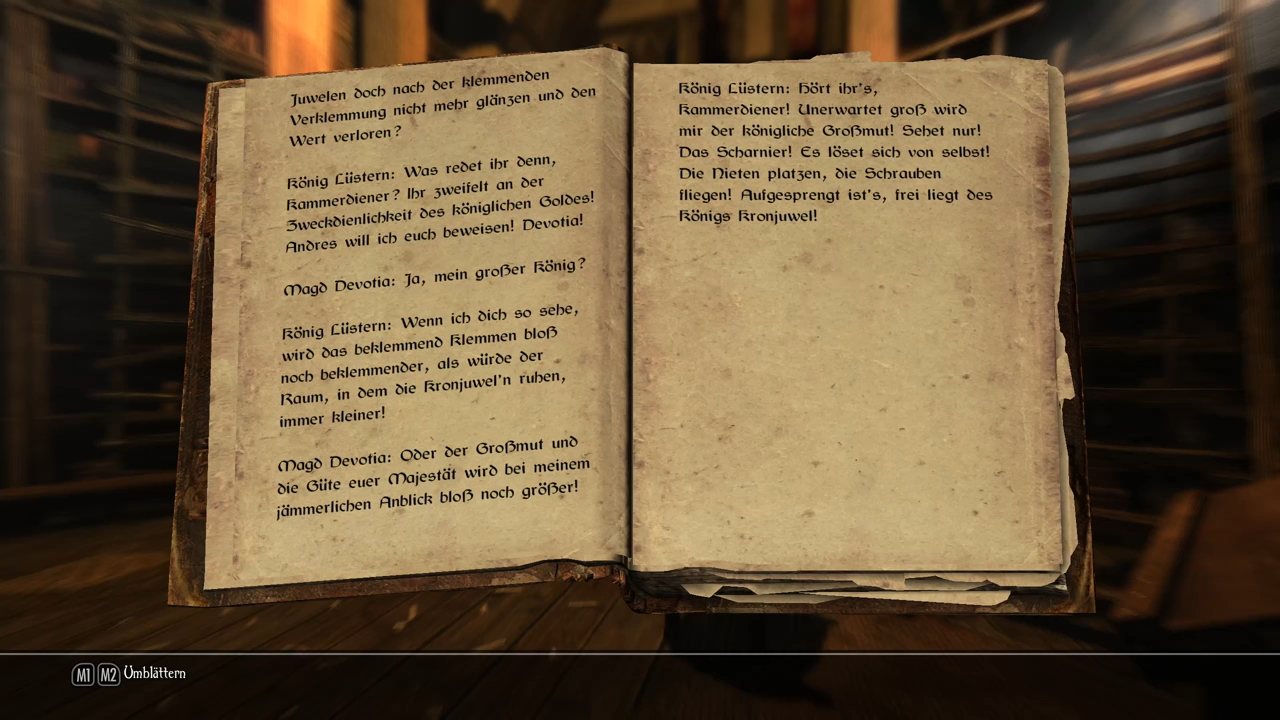 Juwelen doch nach der klemmenden
Verklemmung nicht mehr glänzen und den
Wert verloren?
König Lüstern: Was redet ihr denn,
Kammerdiener? Ihr zweifelt an der
Zweckdienlichkeit des königlichen Goldes!
Andres will ich euch beweisen! Devotia!
Magd Devotia: Ja, mein großer König?
König Lüstern: Wenn ich dich so sehe,
wird das beklemmend Klemmen bloß
noch beklemmender, als würde der
Raum, in dem die Kronjuwel'n ruhen,
immer kleiner!
Magd Devotia: Oder der Großmut und
die Güte euer Majestät wird bei meinem
jämmerlichen Anblick bloß noch größer!
König Lüstern: Hört ihr's,
Kammerdiener! Unerwartet groß wird
mir der königliche Großmut! Sehet nur!
Das Scharnier! Es löset sich von selbst!
Die Nieten platzen, die Schrauben
fliegen! Aufgesprengt ist's, frei liegt des
Königs Kronjuwel!
M1 M2 Umblättern